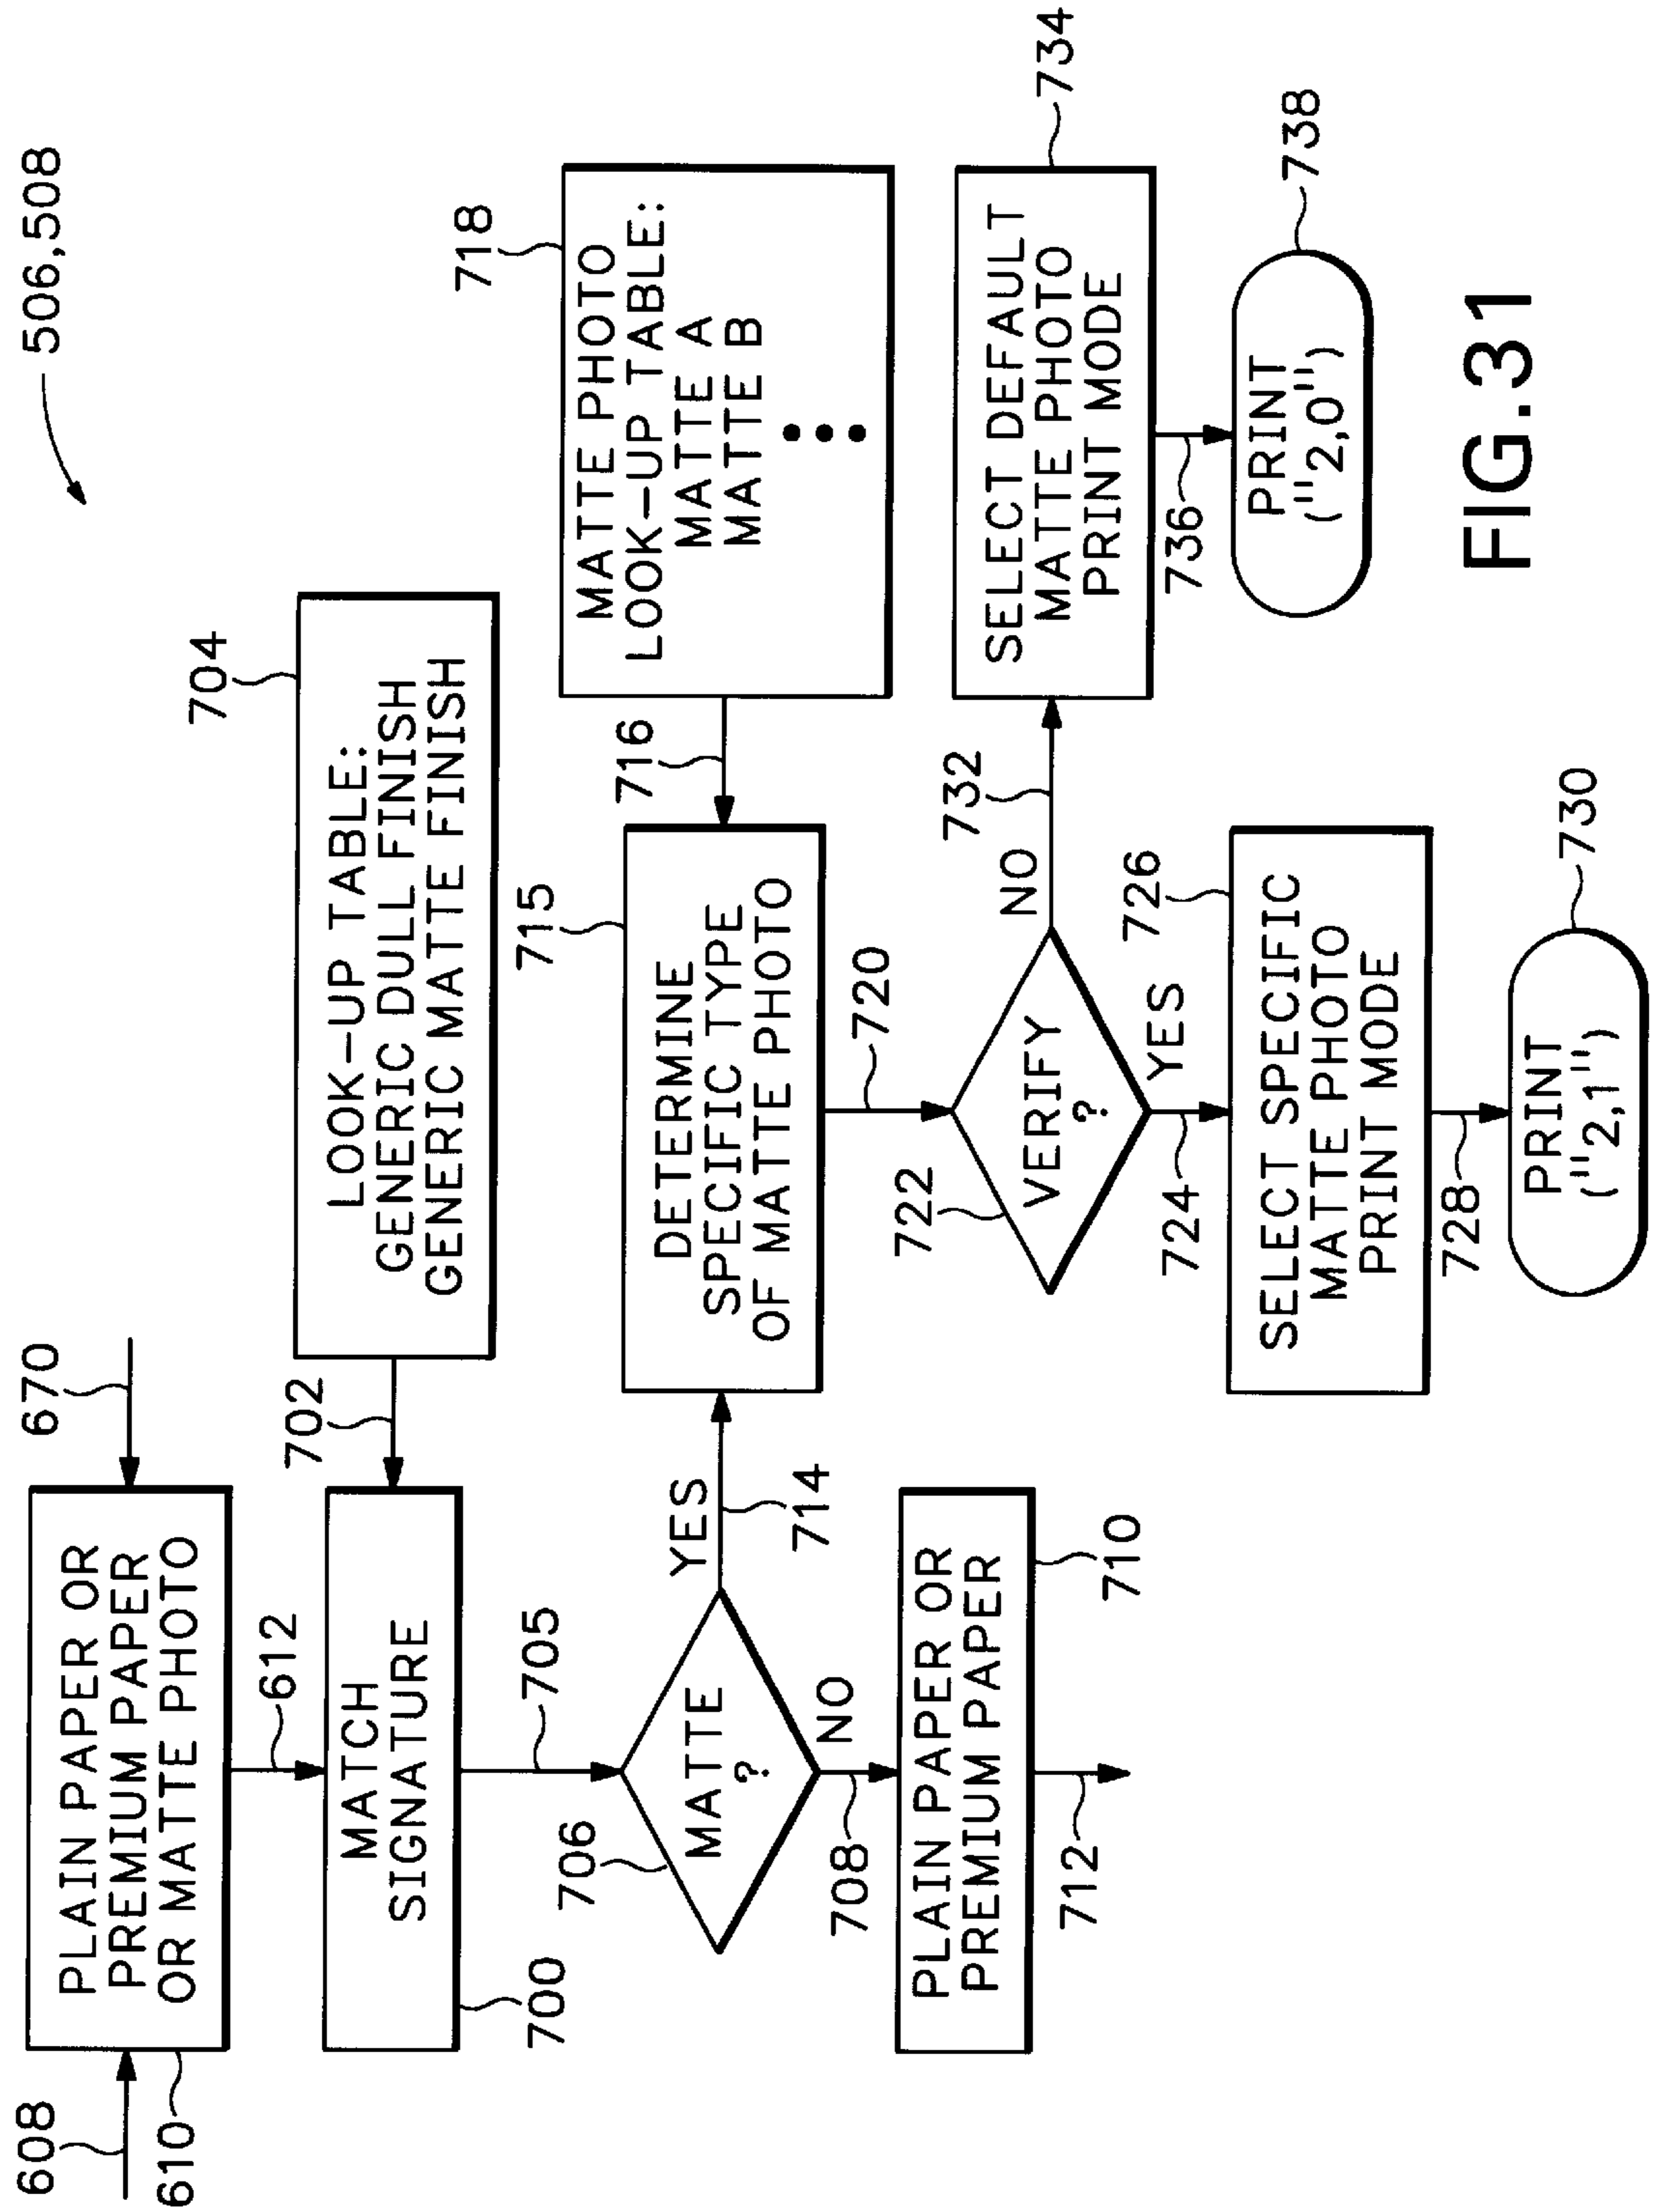 506,508
608
610
PLAIN PAPER OR
PREMIUM PAPER
OR MATTE PHOTO
670
612
MATCH
SIGNATURE
700
702
704
LOOK-UP TABLE:
GENERIC DULL FINISH
GENERIC MATTE FINISH
705
706
MATTE
?
YES
714
NO
708
PLAIN PAPER OR
PREMIUM PAPER
710
712
715
DETERMINE
SPECIFIC TYPE
OF MATTE PHOTO
716
718
MATTE PHOTO
LOOK-UP TABLE:
MATTE A
MATTE B
720
722
VERIFY
?
NO
732
SELECT DEFAULT
MATTE PHOTO
PRINT MODE
734
736
PRINT
("2,0")
738
YES
724
726
SELECT SPECIFIC
MATTE PHOTO
PRINT MODE
728
PRINT
("2,1")
730
FIG.31